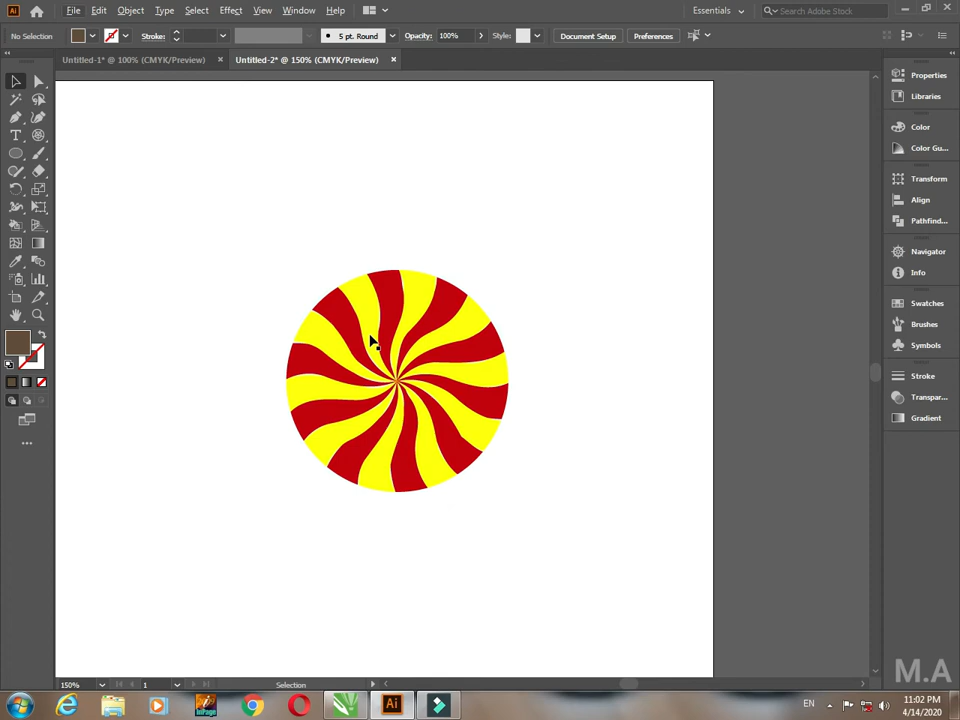 Ai File Edit Object Type Select Effect View Window Help Essentials Search Adobe Stock
No Selection Stroke: 5 pt. Round Opacity: 100% Style: Document Setup Preferences
Untitled-1* @ 100% (CMYK/Preview) × Untitled-2* @ 150% (CMYK/Preview) ×
Properties
Libraries
Color
Color Gu...
Transform
Align
Pathfind...
Navigator
Info
Swatches
Brushes
Symbols
Stroke
Transpar...
Gradient
M.A
150% 1 Selection
InPage Ai EN 11:02 PM
4/14/2020